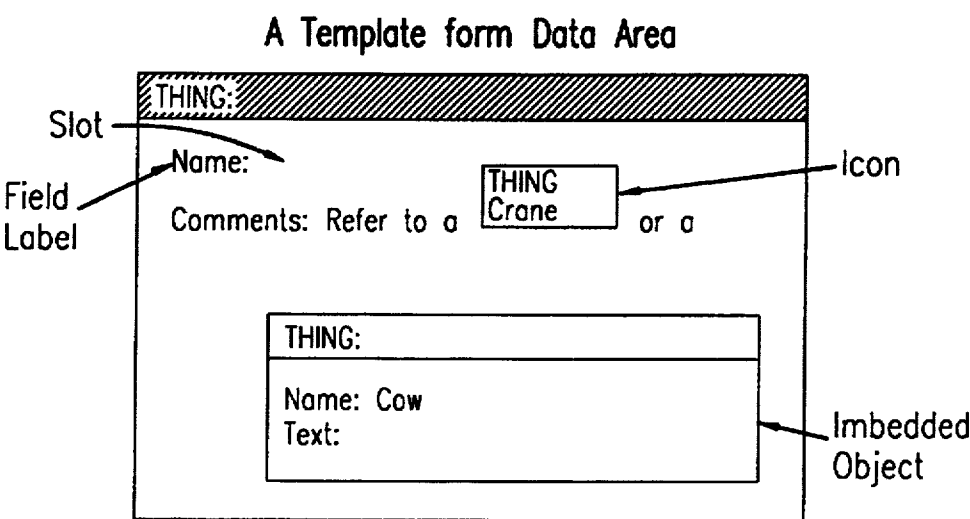 A Template form Data Area
THING:
Slot
Name:
Icon
THING
Crane
Field
Label
Comments: Refer to a
or a
THING:
Name: Cow
Text:
Imbedded
Object